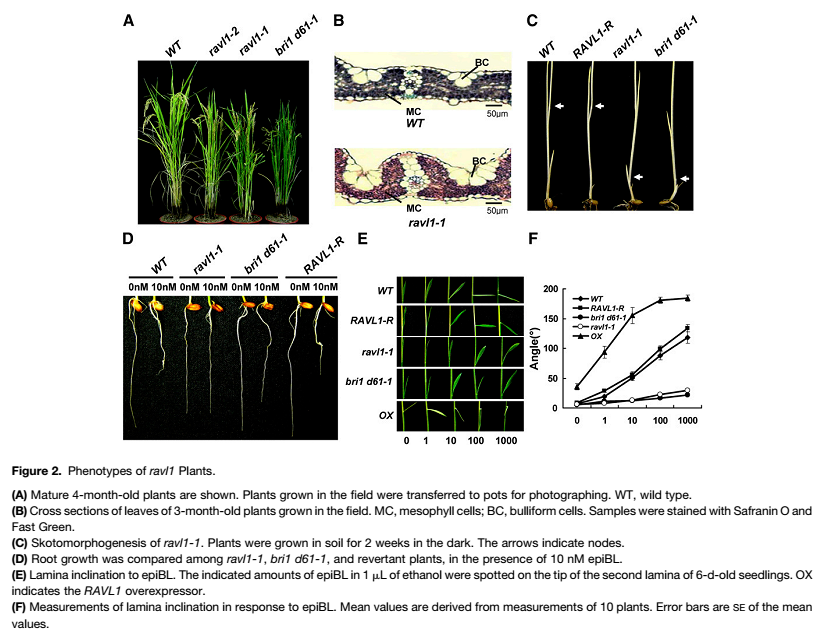 A
WT
ravl1-2
ravl1-1
bri1 d61-1
B
BC
MC
50μm
WT
BC
MC
50μm
ravl1-1
C
WT
RAVL1-R
ravl1-1
bri1 d61-1
D
WT
ravl1-1
bri1 d61-1
RAVL1-R
0nM 10nM 0nM 10nM 0nM 10nM 0nM 10nM
E
WT
RAVL1-R
ravl1-1
bri1 d61-1
OX
0 1 10 100 1000
F
200
150
100
50
0
Angle(°)
WT
RAVL1-R
bri1 d61-1
ravl1-1
OX
0 1 10 100 1000
Figure 2. Phenotypes of ravl1 Plants.
(A) Mature 4-month-old plants are shown. Plants grown in the field were transferred to pots for photographing. WT, wild type.
(B) Cross sections of leaves of 3-month-old plants grown in the field. MC, mesophyll cells; BC, bulliform cells. Samples were stained with Safranin O and
Fast Green.
(C) Skotomorphogenesis of ravl1-1. Plants were grown in soil for 2 weeks in the dark. The arrows indicate nodes.
(D) Root growth was compared among ravl1-1, bri1 d61-1, and revertant plants, in the presence of 10 nM epiBL.
(E) Lamina inclination to epiBL. The indicated amounts of epiBL in 1 μL of ethanol were spotted on the tip of the second lamina of 6-d-old seedlings. OX
indicates the RAVL1 overexpressor.
(F) Measurements of lamina inclination in response to epiBL. Mean values are derived from measurements of 10 plants. Error bars are SE of the mean
values.